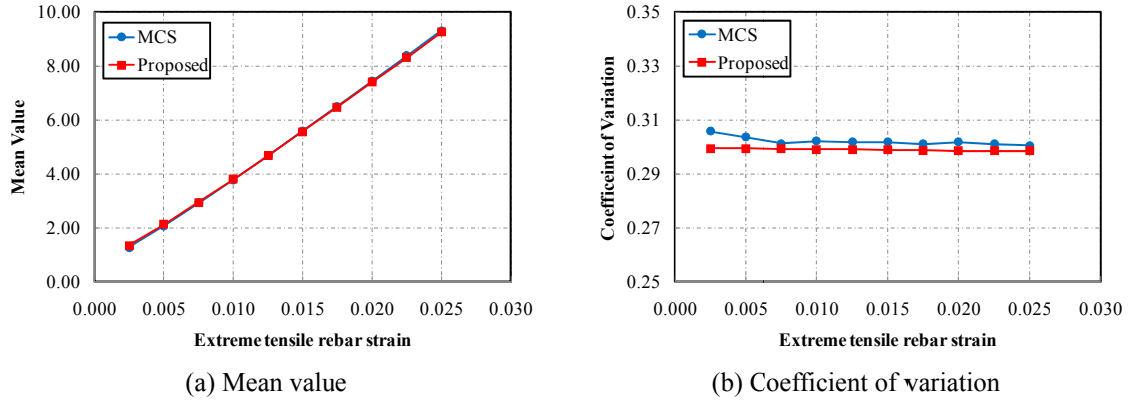 10.00
8.00
6.00
4.00
2.00
0.00
Mean Value
MCS
Proposed
0.000 0.005 0.010 0.015 0.020 0.025 0.030
Extreme tensile rebar strain
(a) Mean value
0.35
0.33
0.31
0.29
0.27
0.25
Coefficeint of Variation
MCS
Proposed
0.000 0.005 0.010 0.015 0.020 0.025 0.030
Extreme tensile rebar strain
(b) Coefficient of variation